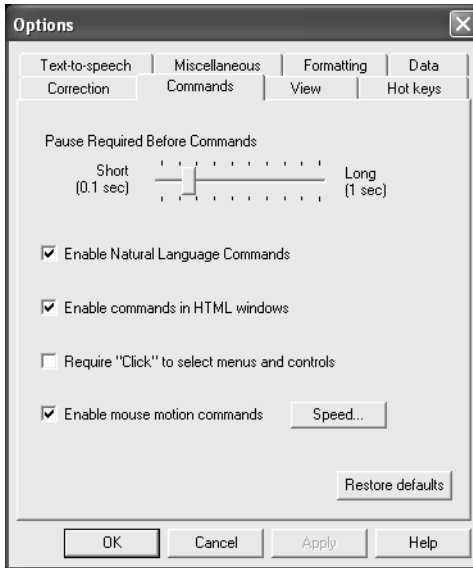 Options
Text-to-speech Miscellaneous Formatting Data
Correction Commands View Hot keys
Pause Required Before Commands
Short Long
(0.1 sec) (1 sec)
Enable Natural Language Commands
Enable commands in HTML windows
Require "Click" to select menus and controls
Enable mouse motion commands Speed...
Restore defaults
OK Cancel Apply Help